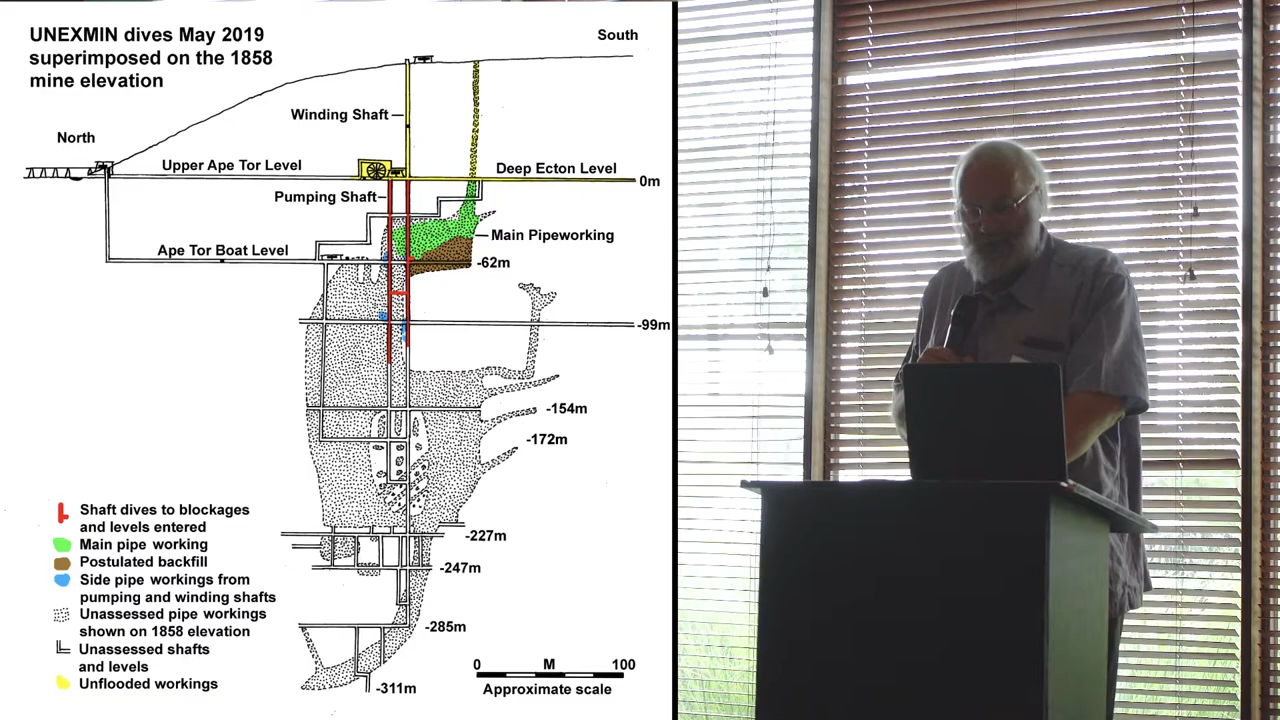 UNEXMIN dives May 2019
superimposed on the 1858
mine elevation
South
Winding Shaft
North
Upper Ape Tor Level
Deep Ecton Level
0m
Pumping Shaft
Main Pipeworking
Ape Tor Boat Level
-62m
-99m
-154m
-172m
Shaft dives to blockages
and levels entered
Main pipe working
Postulated backfill
Side pipe workings from
pumping and winding shafts
Unassessed pipe workings
shown on 1858 elevation
Unassessed shafts
and levels
Unflooded workings
-227m
-247m
-285m
-311m
0 M 100
Approximate scale